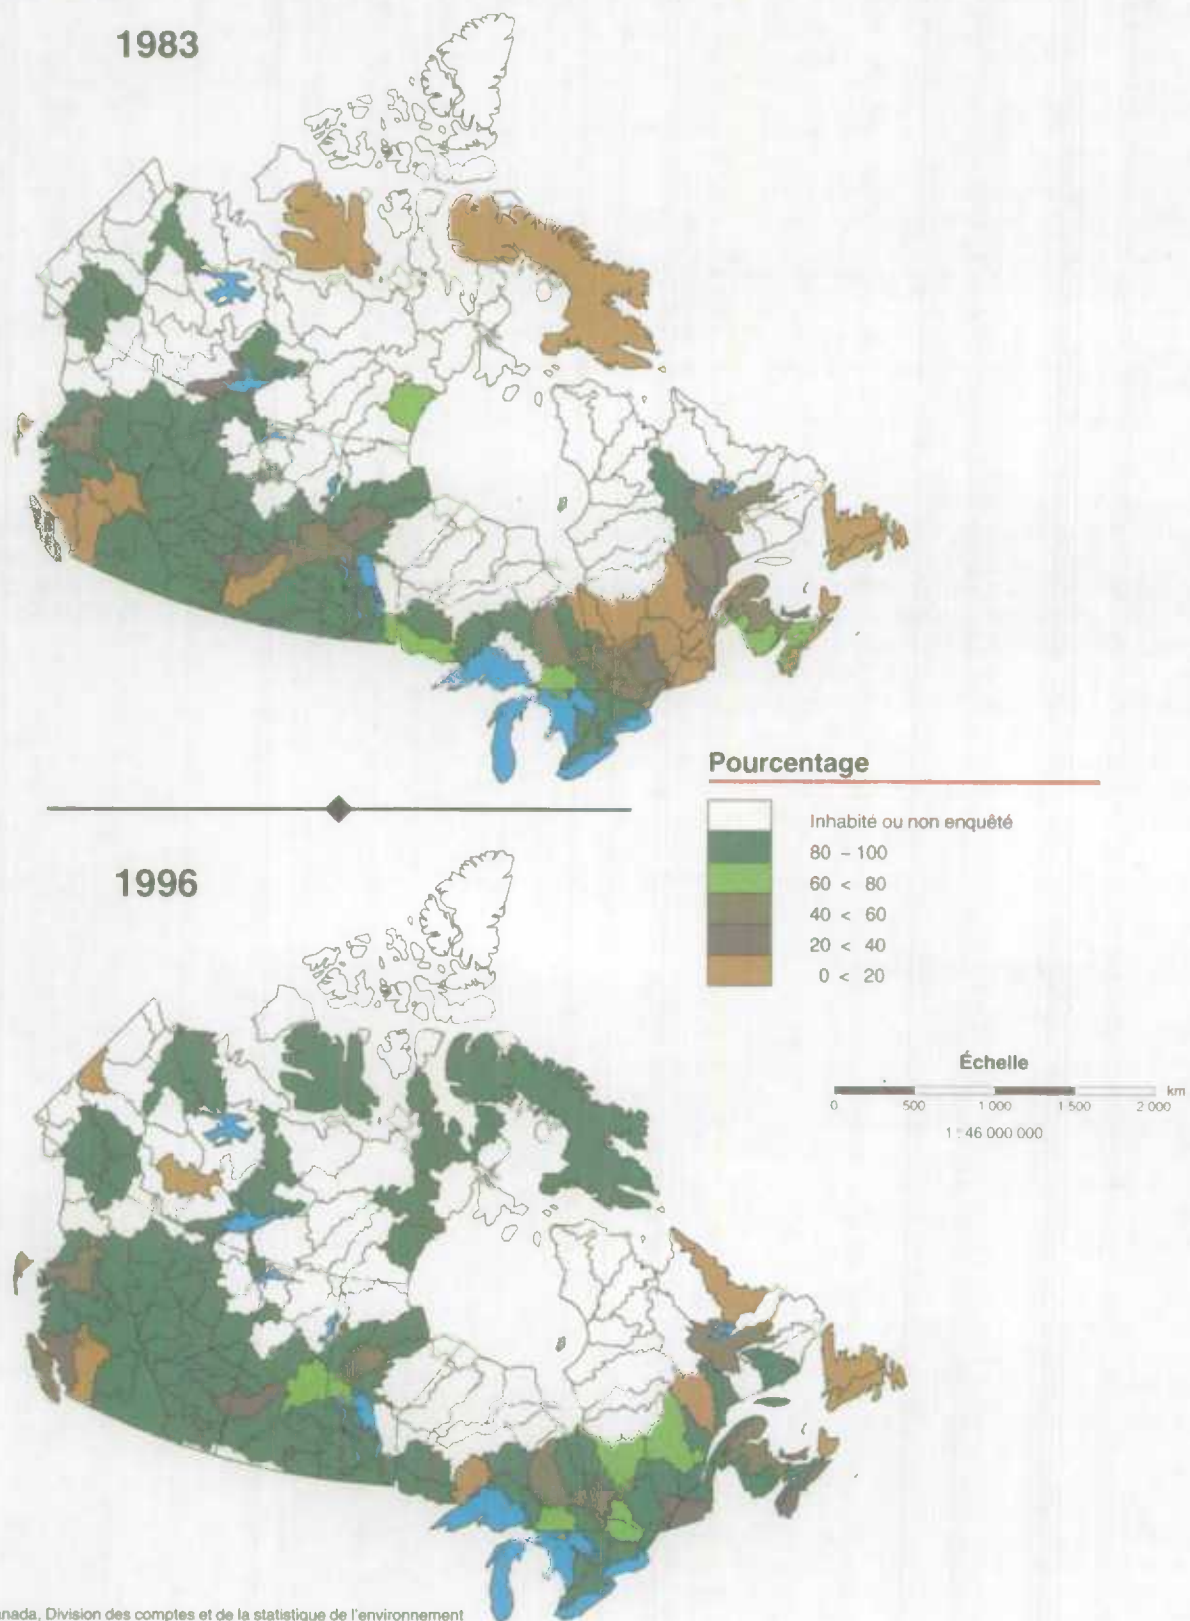 1983
Pourcentage
Inhabité ou non enquêté
80 – 100
60 < 80
40 < 60
20 < 40
0 < 20
1996
Échelle
km
0 500 1 000 1 500 2 000
1 : 46 000 000
anada, Division des comptes et de la statistique de l'environnement